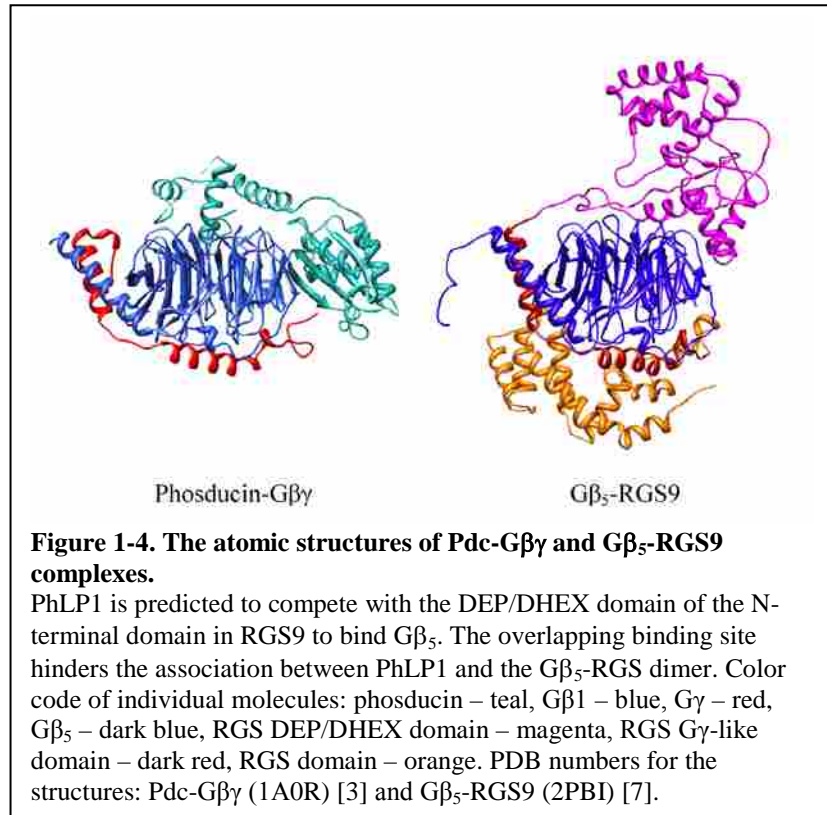 Phosducin-Gβγ
Gβ₅-RGS9
Figure 1-4. The atomic structures of Pdc-Gβγ and Gβ₅-RGS9
complexes.
PhLP1 is predicted to compete with the DEP/DHEX domain of the N-
terminal domain in RGS9 to bind Gβ₅. The overlapping binding site
hinders the association between PhLP1 and the Gβ₅-RGS dimer. Color
code of individual molecules: phosducin – teal, Gβ1 – blue, Gγ – red,
Gβ₅ – dark blue, RGS DEP/DHEX domain – magenta, RGS Gγ-like
domain – dark red, RGS domain – orange. PDB numbers for the
structures: Pdc-Gβγ (1A0R) [3] and Gβ₅-RGS9 (2PBI) [7].